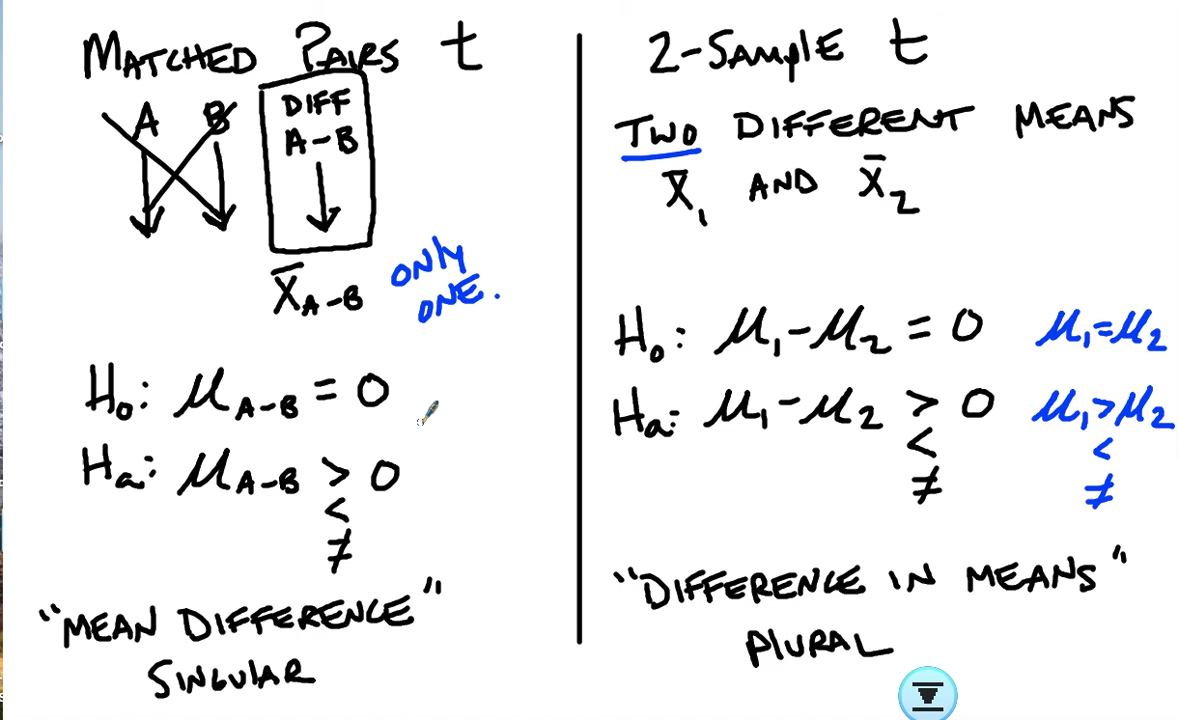 MATCHED PAIRS t
A B DIFF
A-B
X̄A-B ONLY
ONE.
H₀: μA-B = 0
Hₐ: μA-B > 0
<
≠
"MEAN DIFFERENCE"
SINGULAR
2-SAMPLE t
TWO DIFFERENT MEANS
X̄₁ AND X̄₂
H₀: μ₁-μ₂ = 0 μ₁=μ₂
Hₐ: μ₁-μ₂ > 0 μ₁>μ₂
< <
≠ ≠
"DIFFERENCE IN MEANS"
PLURAL